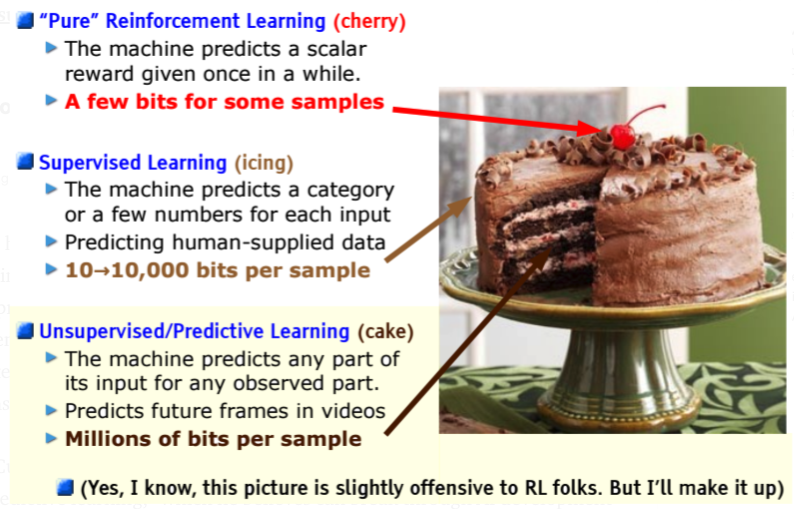 “Pure” Reinforcement Learning (cherry)
The machine predicts a scalar
reward given once in a while.
A few bits for some samples
Supervised Learning (icing)
The machine predicts a category
or a few numbers for each input
Predicting human-supplied data
10→10,000 bits per sample
Unsupervised/Predictive Learning (cake)
The machine predicts any part of
its input for any observed part.
Predicts future frames in videos
Millions of bits per sample
(Yes, I know, this picture is slightly offensive to RL folks. But I’ll make it up)